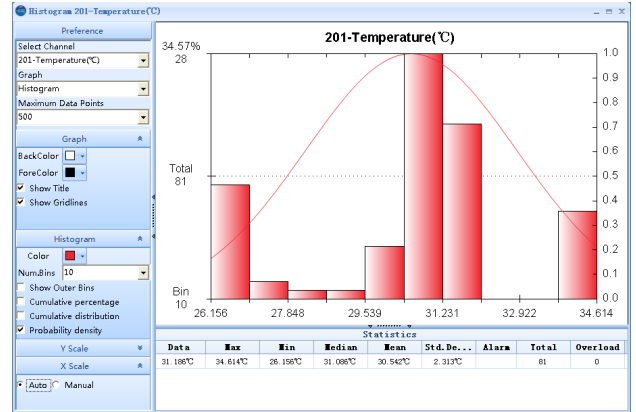 Histogram 201-Temperature(℃)
Preference
Select Channel
201-Temperature(℃)
Graph
Histogram
Maximum Data Points
500
Graph
BackColor
ForeColor
Show Title
Show Gridlines
Histogram
Color
Num.Bins 10
Show Outer Bins
Cumulative percentage
Cumulative distribution
Probability density
Y Scale
X Scale
Auto Manual
201-Temperature(℃)
34.57%
28
Total
81
Bin
10
1.0
0.9
0.8
0.7
0.6
0.5
0.4
0.3
0.2
0.1
0.0
26.156 27.848 29.539 31.231 32.922 34.614
Statistics
Data Max Min Median Mean Std.De... Alarm Total Overload
31.186℃ 34.614℃ 26.156℃ 31.086℃ 30.542℃ 2.313℃ 81 0